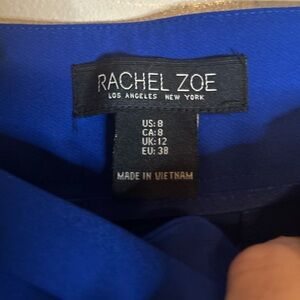 RACHEL ZOE
LOS ANGELES NEW YORK
US: 8
CA: 8
UK: 12
EU: 38
MADE IN VIETNAM